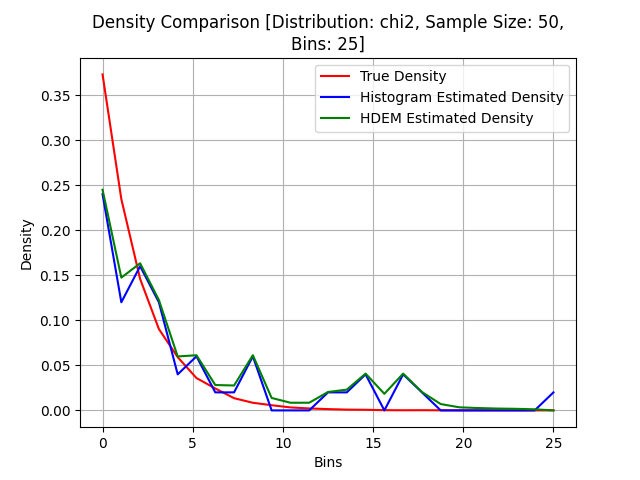 Density Comparison [Distribution: chi2, Sample Size: 50,
Bins: 25]
True Density
Histogram Estimated Density
HDEM Estimated Density
Density
0.35
0.30
0.25
0.20
0.15
0.10
0.05
0.00
0 5 10 15 20 25
Bins